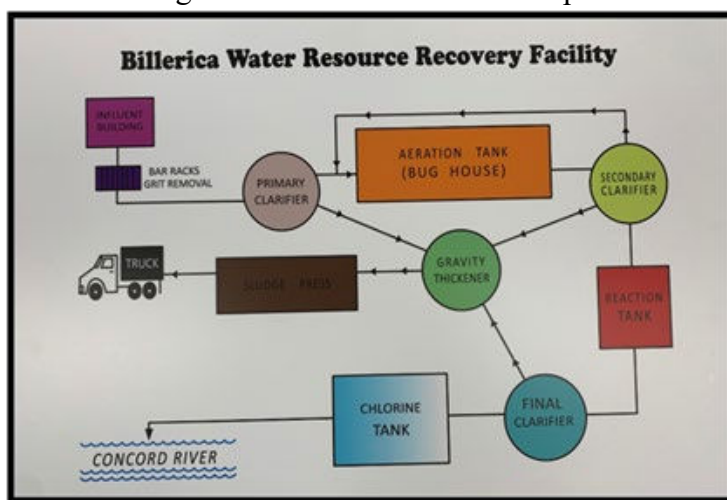 Billerica Water Resource Recovery Facility
INFLUENT
BUILDING
BAR RACKS
GRIT REMOVAL
PRIMARY
CLARIFIER
AERATION TANK
(BUG HOUSE)
SECONDARY
CLARIFIER
TRUCK
SLUDGE PRESS
GRAVITY
THICKENER
REACTION
TANK
CHLORINE
TANK
FINAL
CLARIFIER
CONCORD RIVER